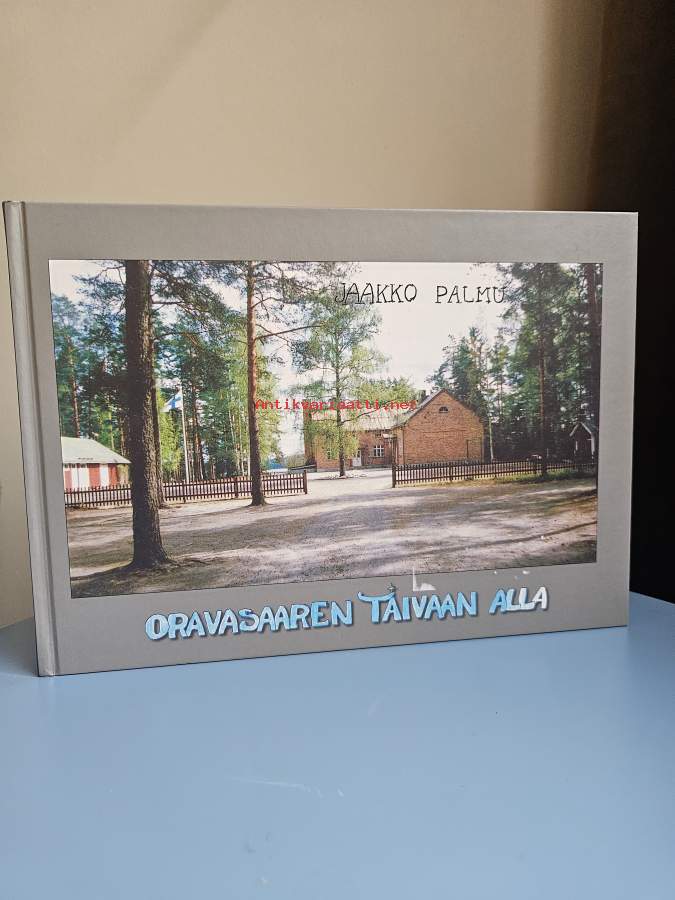 JAAKKO PALMU
Antikvariaatti.net
ORAVASAAREN TAIVAAN ALLA